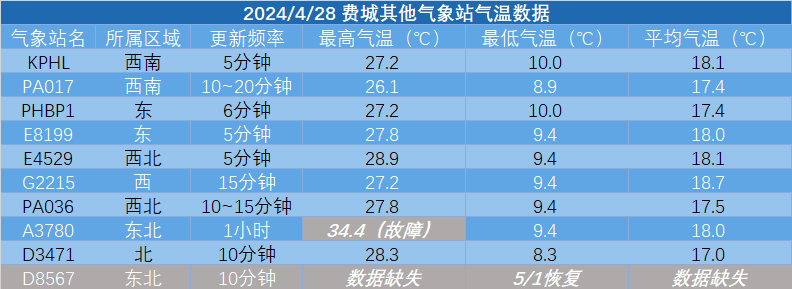 2024/4/28 费城其他气象站气温数据
气象站名 所属区域 更新频率 最高气温（℃） 最低气温（℃） 平均气温（℃）
KPHL 西南 5分钟 27.2 10.0 18.1
PA017 西南 10~20分钟 26.1 8.9 17.4
PHBP1 东 6分钟 27.2 10.0 17.4
E8199 东 5分钟 27.8 9.4 18.0
E4529 西北 5分钟 28.9 9.4 18.1
G2215 西 15分钟 27.2 9.4 18.7
PA036 西北 10~15分钟 27.8 9.4 17.5
A3780 东北 1小时 34.4（故障） 9.4 18.0
D3471 北 10分钟 28.3 8.3 17.0
D8567 东北 10分钟 数据缺失 5/1恢复 数据缺失